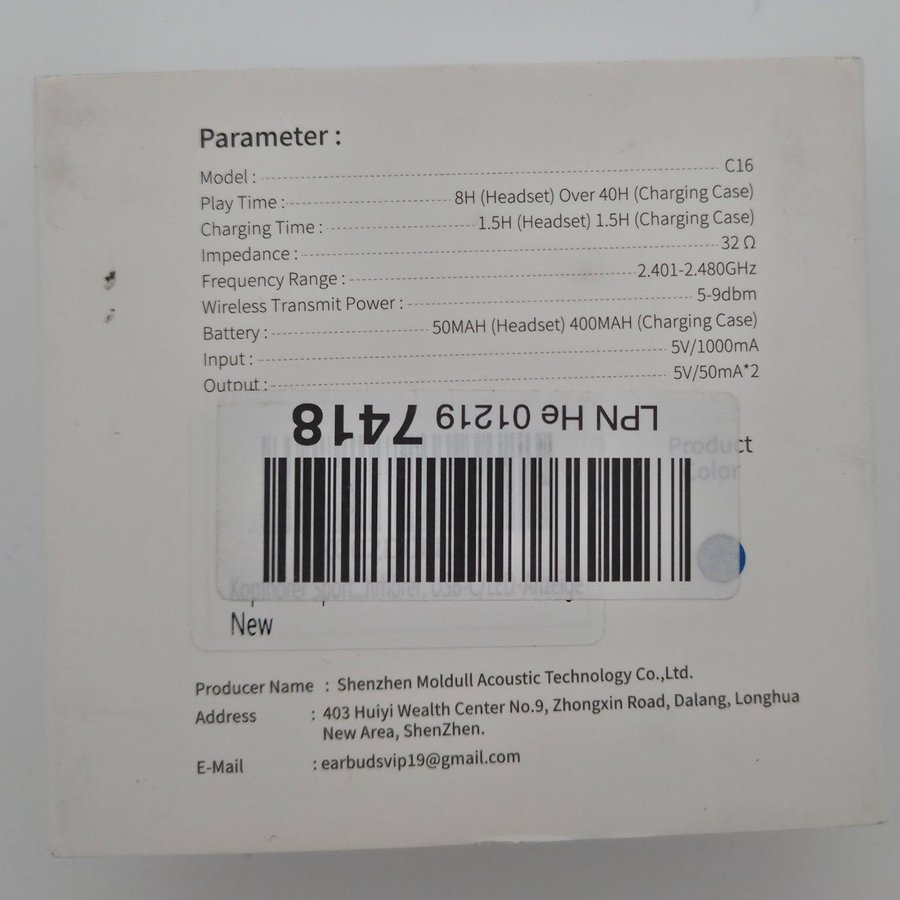 Parameter :
Model : C16
Play Time : 8H (Headset) Over 40H (Charging Case)
Charging Time : 1.5H (Headset) 1.5H (Charging Case)
Impedance : 32 Ω
Frequency Range : 2.401-2.480GHz
Wireless Transmit Power : 5-9dbm
Battery : 50MAH (Headset) 400MAH (Charging Case)
Input : 5V/1000mA
Output : 5V/50mA*2
LPN He 01219 7418
Product
Color
USB-C/LED-Anzeige
New
Producer Name : Shenzhen Moldull Acoustic Technology Co.,Ltd.
Address : 403 Huiyi Wealth Center No.9, Zhongxin Road, Dalang, Longhua
New Area, ShenZhen.
E-Mail : earbudsvip19@gmail.com